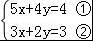 5x+4y=4 ①
3x+2y=3 ②